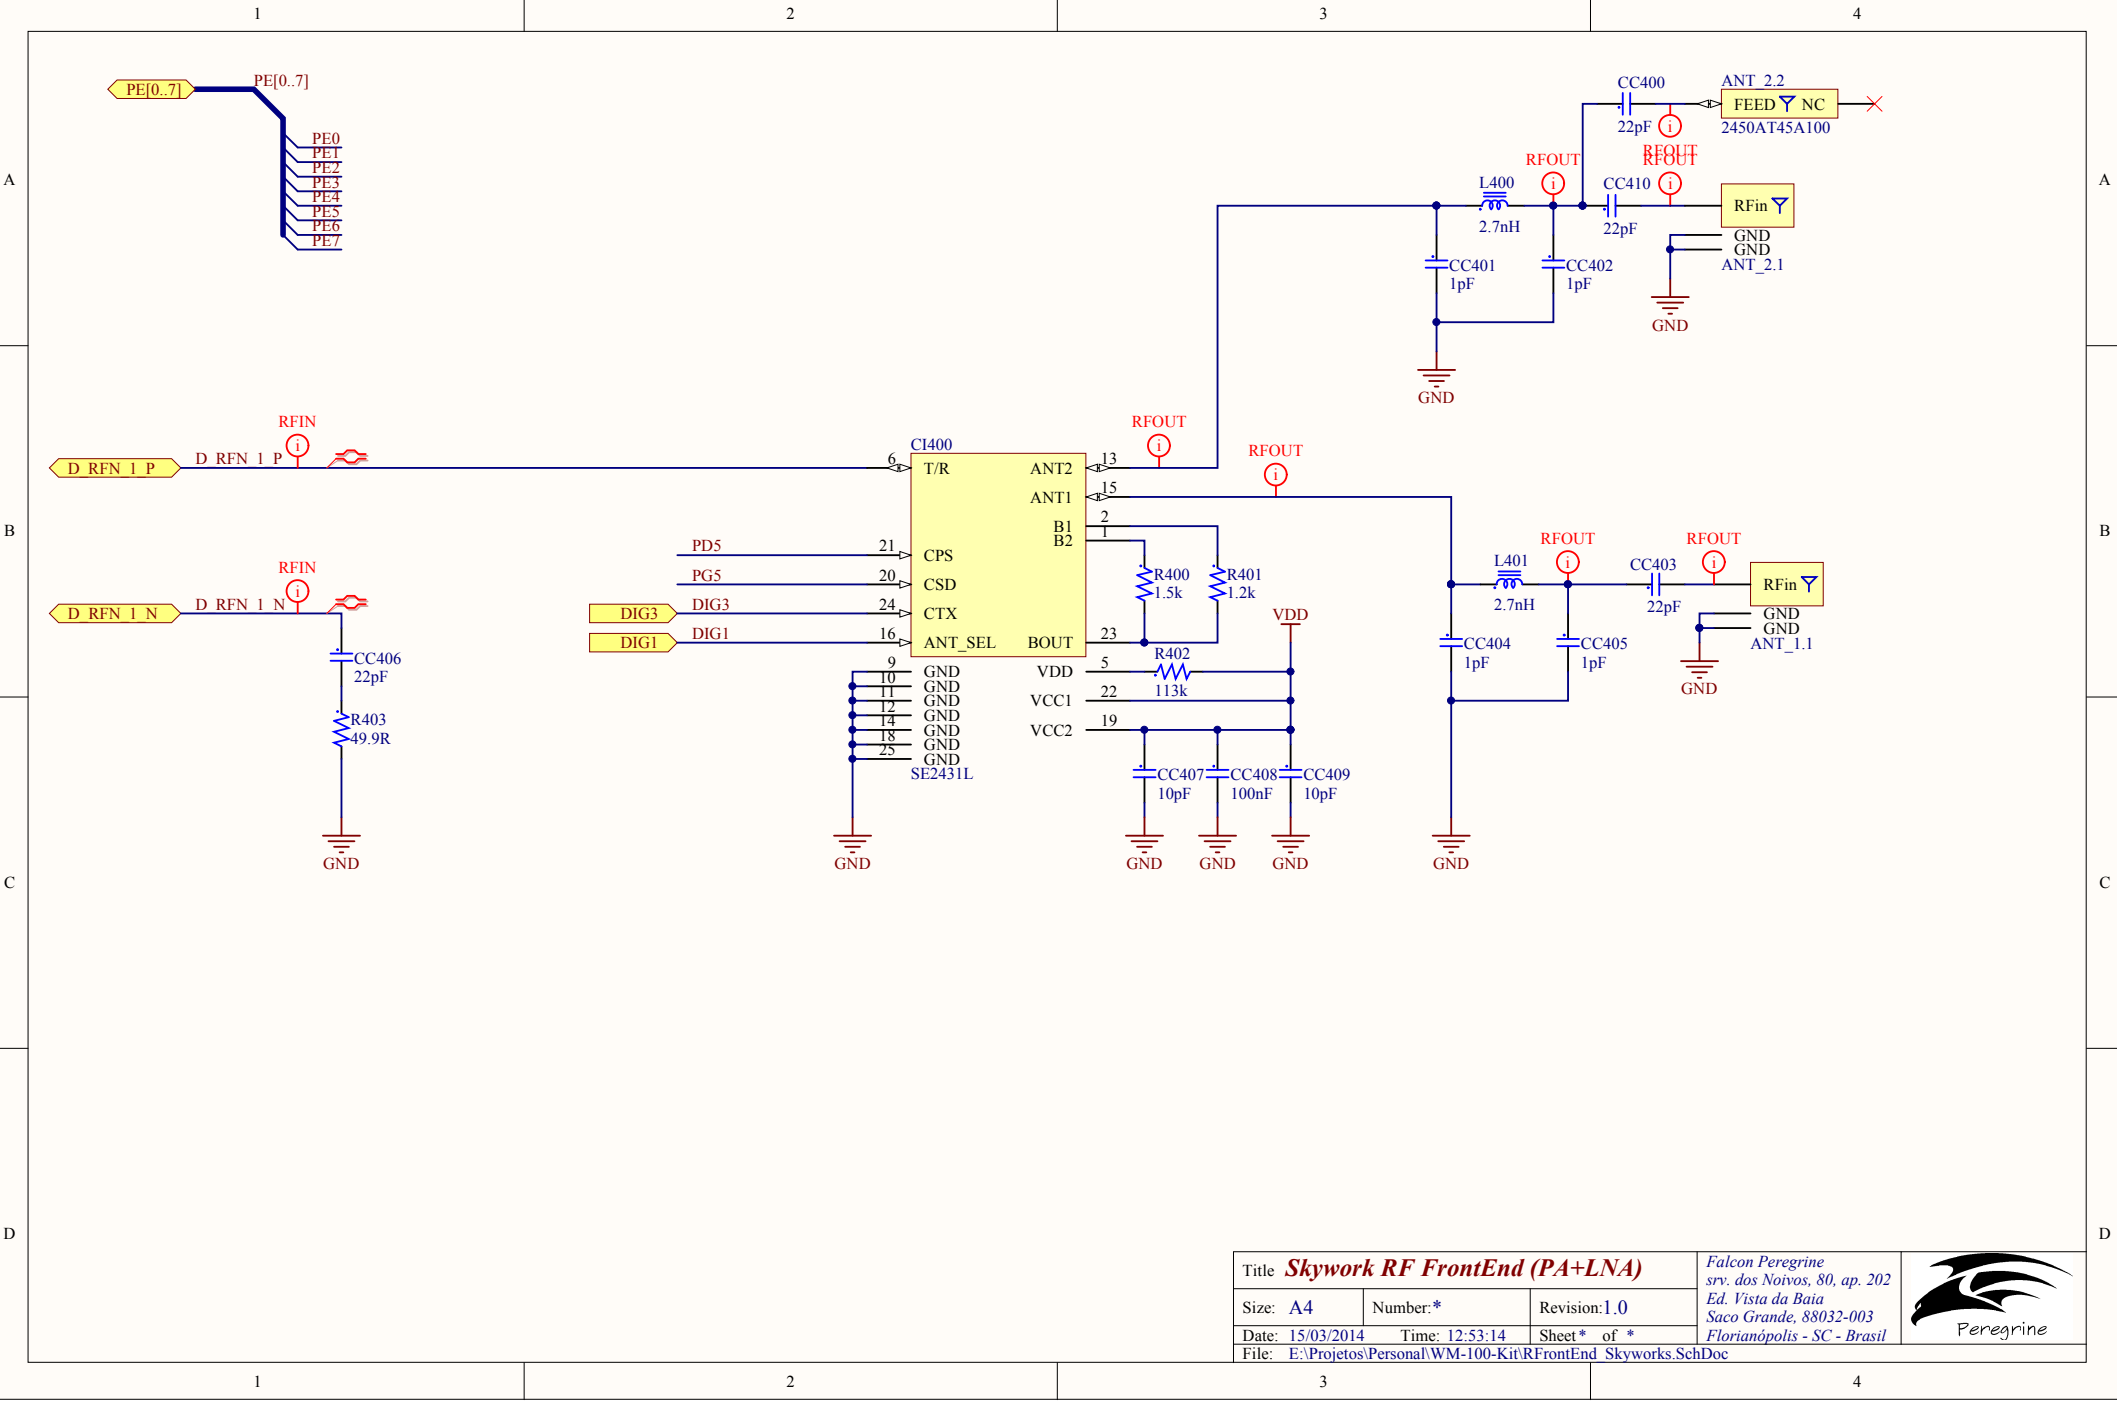 1 2 3 4
A A
B B
C C
D D
PE[0..7] PE[0..7]
PE0
PE1
PE2
PE3
PE4
PE5
PE6
PE7
CC400
22pF
i
RFOUT
ANT_2.2
FEED NC
2450AT45A100
RFOUT
i
L400
2.7nH
RFOUT
i
CC410
22pF
RFin
GND
GND
ANT_2.1
CC401
1pF
CC402
1pF
GND
GND
RFIN
i
D_RFN_1_P D_RFN_1_P
RFIN
i
D_RFN_1_N D_RFN_1_N
CC406
22pF
R403
49.9R
GND
CI400
6 T/R
PD5 21 CPS
PG5 20 CSD
DIG3 DIG3 24 CTX
DIG1 DIG1 16 ANT_SEL
9 GND
10 GND
11 GND
12 GND
14 GND
18 GND
25 GND
SE2431L
GND
ANT2 13
ANT1 15
B1 2
B2 1
BOUT 23
VDD 5
VCC1 22
VCC2 19
RFOUT
i
RFOUT
i
R400
1.5k
R401
1.2k
VDD
R402
113k
CC407
10pF
CC408
100nF
CC409
10pF
GND GND GND
L401
2.7nH
RFOUT
i
CC403
22pF
RFOUT
i
RFin
GND
GND
ANT_1.1
CC404
1pF
CC405
1pF
GND
GND
Title Skywork RF FrontEnd (PA+LNA)
Size: A4 Number:* Revision:1.0
Date: 15/03/2014 Time: 12:53:14 Sheet * of *
File: E:\Projetos\Personal\WM-100-Kit\RFrontEnd_Skyworks.SchDoc
Falcon Peregrine
srv. dos Noivos, 80, ap. 202
Ed. Vista da Baia
Saco Grande, 88032-003
Florianópolis - SC - Brasil
Peregrine
1 2 3 4